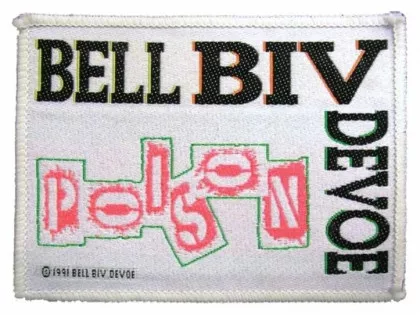 BELL BIV
DEVOE
POISON
© 1991 BELL BIV DEVOE